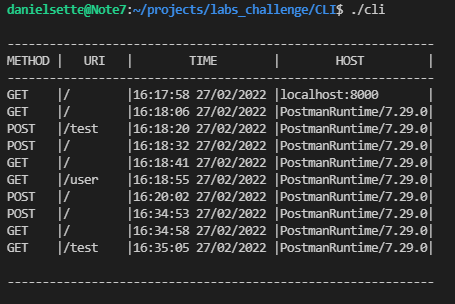 danielsette@Note7:~/projects/labs_challenge/CLI$ ./cli
-------------------------------------------------------------
METHOD |   URI   |        TIME        |        HOST         |
-------------------------------------------------------------
GET    |/        |16:17:58 27/02/2022 |localhost:8000       |
GET    |/        |16:18:06 27/02/2022 |PostmanRuntime/7.29.0|
POST   |/test    |16:18:20 27/02/2022 |PostmanRuntime/7.29.0|
POST   |/        |16:18:32 27/02/2022 |PostmanRuntime/7.29.0|
GET    |/        |16:18:41 27/02/2022 |PostmanRuntime/7.29.0|
GET    |/user    |16:18:55 27/02/2022 |PostmanRuntime/7.29.0|
POST   |/        |16:20:02 27/02/2022 |PostmanRuntime/7.29.0|
POST   |/        |16:34:53 27/02/2022 |PostmanRuntime/7.29.0|
GET    |/        |16:34:58 27/02/2022 |PostmanRuntime/7.29.0|
GET    |/test    |16:35:05 27/02/2022 |PostmanRuntime/7.29.0|
-------------------------------------------------------------